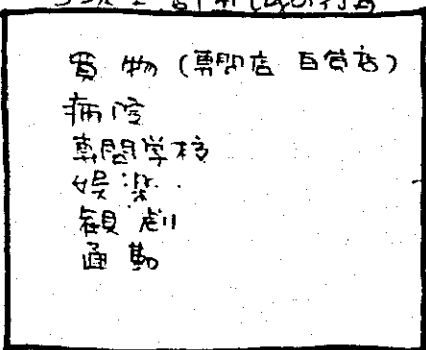 買物 (専門店 百貨店)
病院
専門学校
娯楽
観劇
通勤